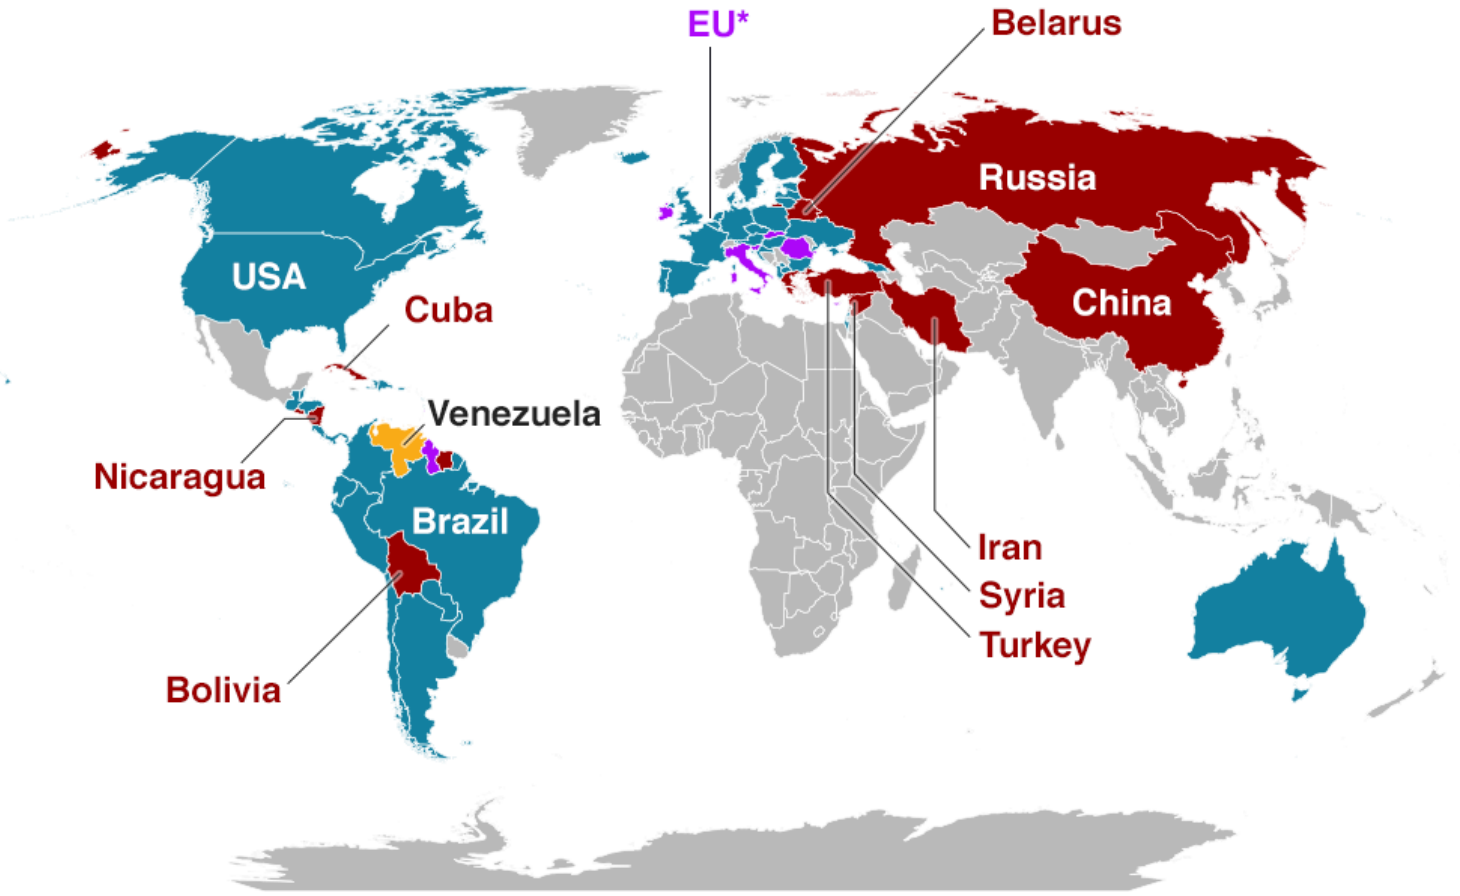 EU*
Belarus
Russia
USA
China
Cuba
Venezuela
Nicaragua
Brazil
Iran
Syria
Turkey
Bolivia